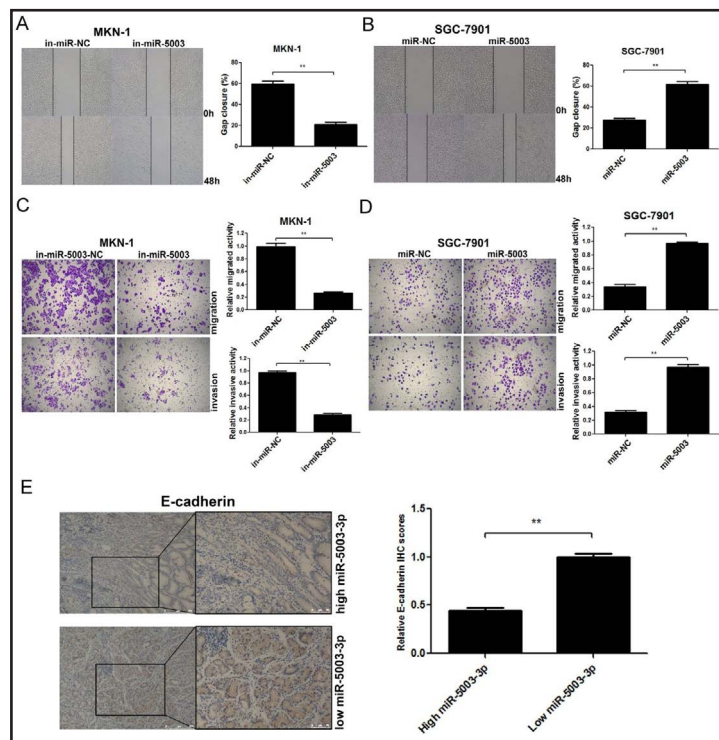 A
MKN-1
in-miR-NC in-miR-5003
0h
48h
MKN-1
Gap closure (%)
80
60
40
20
0
**
in-miR-NC
in-miR-5003
B
SGC-7901
miR-NC miR-5003
0h
48h
SGC-7901
Gap closure (%)
80
60
40
20
0
**
miR-NC
miR-5003
C
MKN-1
in-miR-5003-NC in-miR-5003
migration
invasion
MKN-1
Relative migrated activity
1.2
1.0
0.8
0.6
0.4
0.2
0.0
**
in-miR-NC
in-miR-5003
Relative invasive activity
1.2
1.0
0.8
0.6
0.4
0.2
0.0
**
in-miR-NC
in-miR-5003
D
SGC-7901
miR-NC miR-5003
migration
invasion
SGC-7901
Relative migrated activity
1.2
1.0
0.8
0.6
0.4
0.2
0.0
**
miR-NC
miR-5003
Relative invasive activity
1.2
1.0
0.8
0.6
0.4
0.2
0.0
**
miR-NC
miR-5003
E
E-cadherin
high miR-5003-3p
low miR-5003-3p
Relative E-cadherin IHC scores
1.5
1.0
0.5
0.0
**
High miR-5003-3p
Low miR-5003-3p